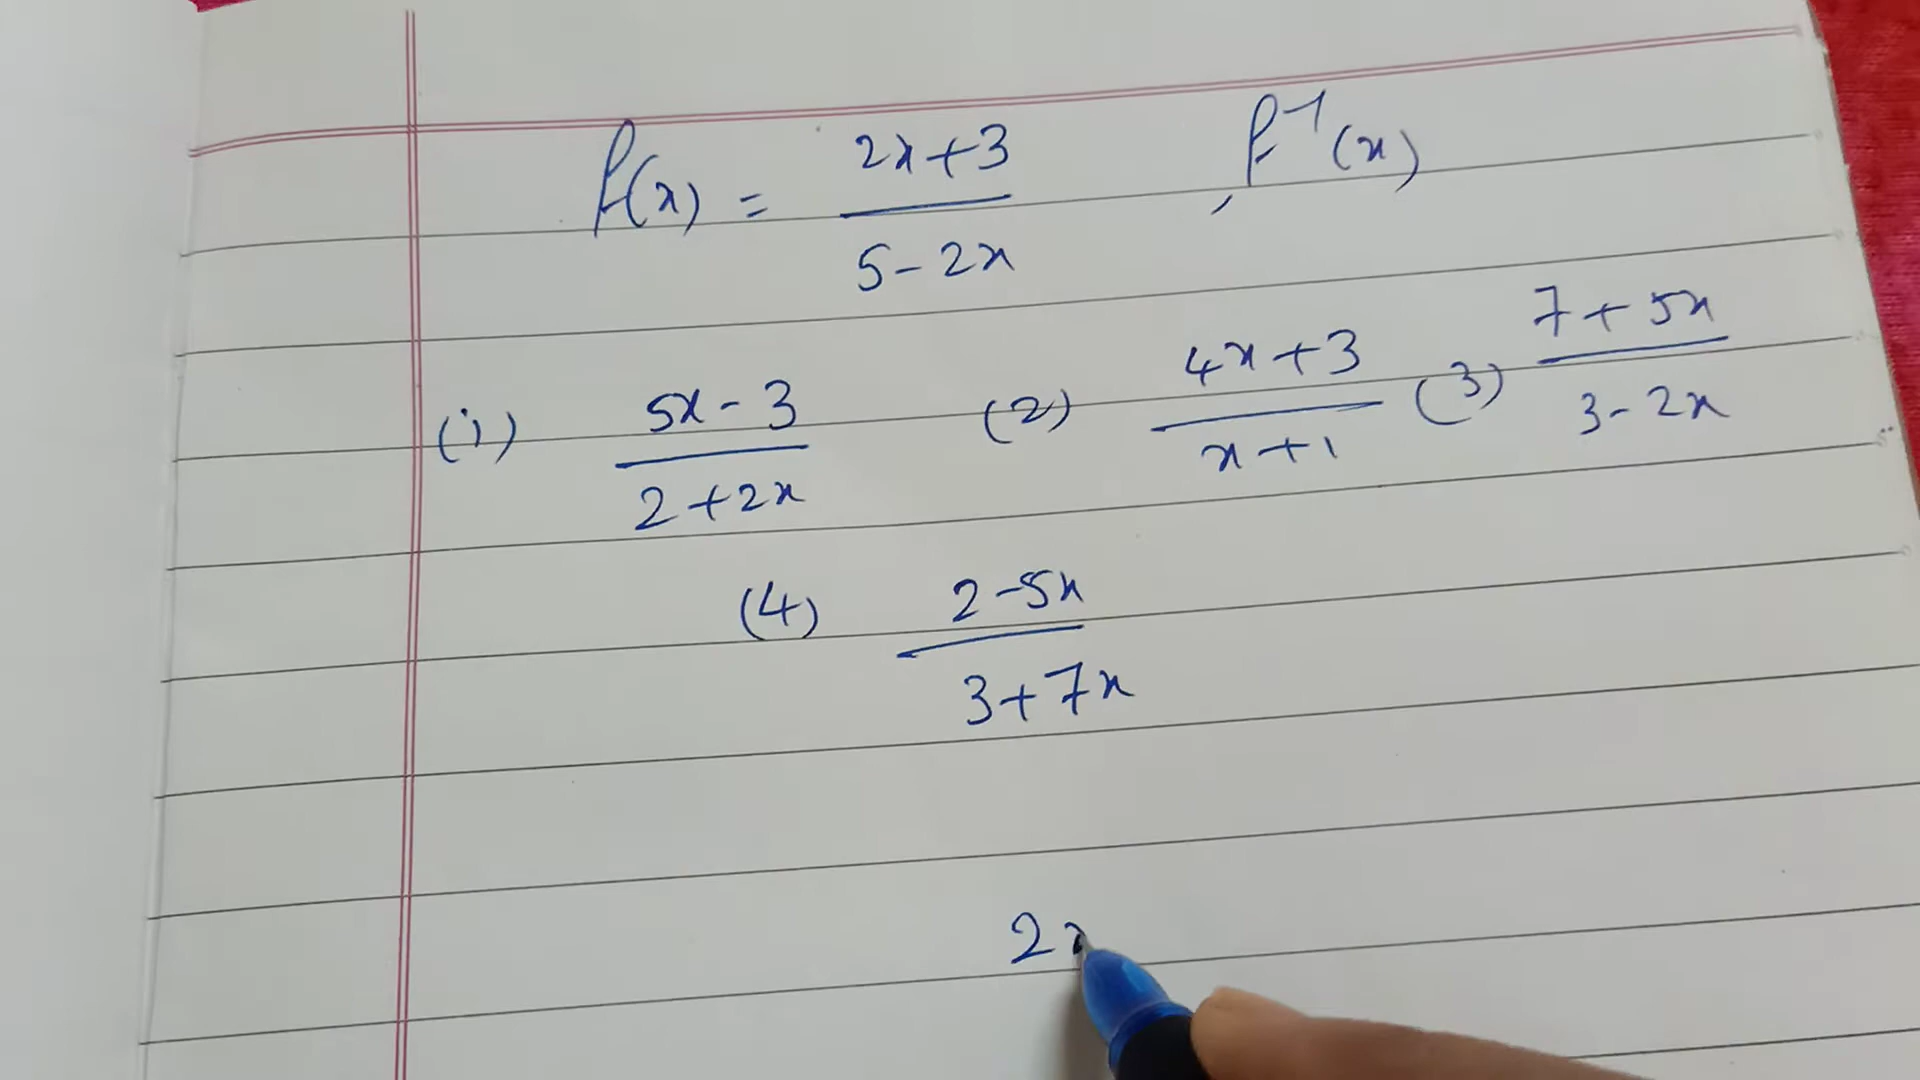 f(x) = (2x+3)/(5-2x) , f⁻¹(x)
(1) (5x-3)/(2+2x) (2) (4x+3)/(x+1) (3) (7+5x)/(3-2x)
(4) (2-5x)/(3+7x)
2x